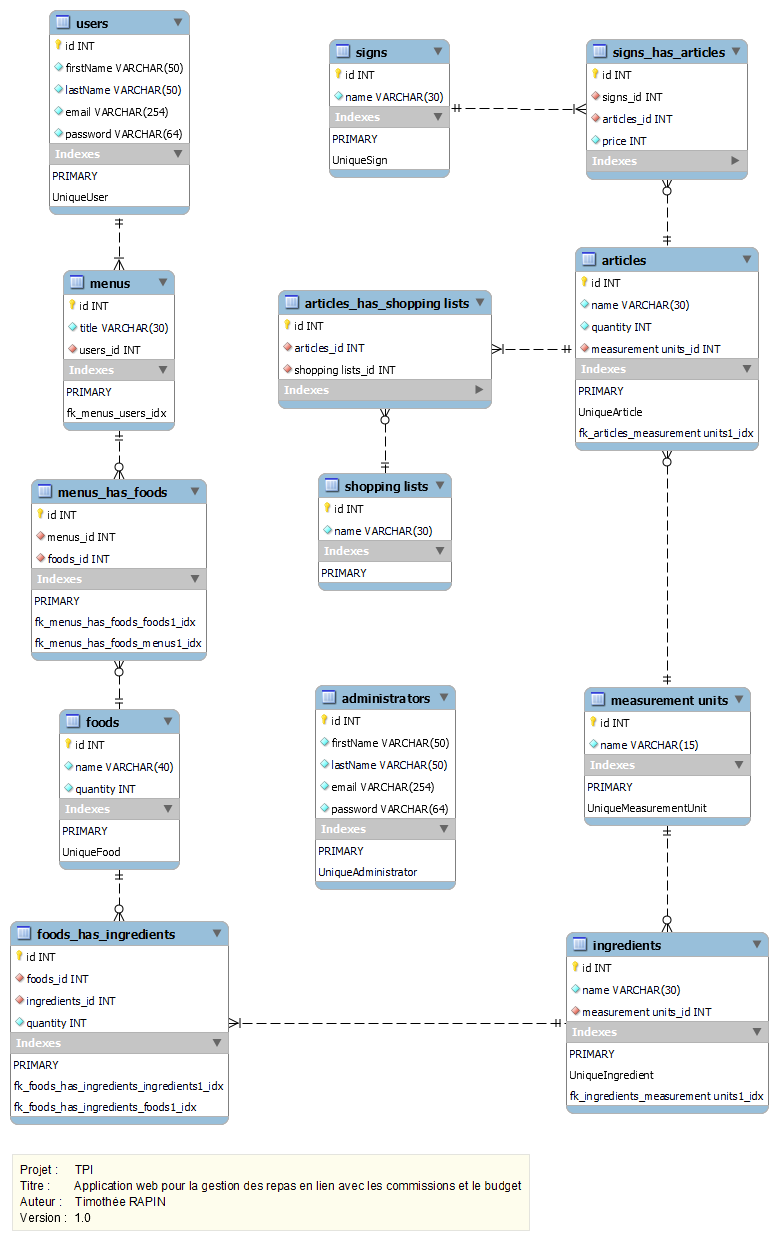 users
id INT
firstName VARCHAR(50)
lastName VARCHAR(50)
email VARCHAR(254)
password VARCHAR(64)
Indexes
PRIMARY
UniqueUser
signs
id INT
name VARCHAR(30)
Indexes
PRIMARY
UniqueSign
signs_has_articles
id INT
signs_id INT
articles_id INT
price INT
Indexes
menus
id INT
title VARCHAR(30)
users_id INT
Indexes
PRIMARY
fk_menus_users_idx
articles_has_shopping lists
id INT
articles_id INT
shopping lists_id INT
Indexes
articles
id INT
name VARCHAR(30)
quantity INT
measurement units_id INT
Indexes
PRIMARY
UniqueArticle
fk_articles_measurement units1_idx
menus_has_foods
id INT
menus_id INT
foods_id INT
Indexes
PRIMARY
fk_menus_has_foods_foods1_idx
fk_menus_has_foods_menus1_idx
shopping lists
id INT
name VARCHAR(30)
Indexes
PRIMARY
foods
id INT
name VARCHAR(40)
quantity INT
Indexes
PRIMARY
UniqueFood
administrators
id INT
firstName VARCHAR(50)
lastName VARCHAR(50)
email VARCHAR(254)
password VARCHAR(64)
Indexes
PRIMARY
UniqueAdministrator
measurement units
id INT
name VARCHAR(15)
Indexes
PRIMARY
UniqueMeasurementUnit
foods_has_ingredients
id INT
foods_id INT
ingredients_id INT
quantity INT
Indexes
PRIMARY
fk_foods_has_ingredients_ingredients1_idx
fk_foods_has_ingredients_foods1_idx
ingredients
id INT
name VARCHAR(30)
measurement units_id INT
Indexes
PRIMARY
UniqueIngredient
fk_ingredients_measurement units1_idx
Projet : TPI
Titre : Application web pour la gestion des repas en lien avec les commissions et le budget
Auteur : Timothée RAPIN
Version : 1.0